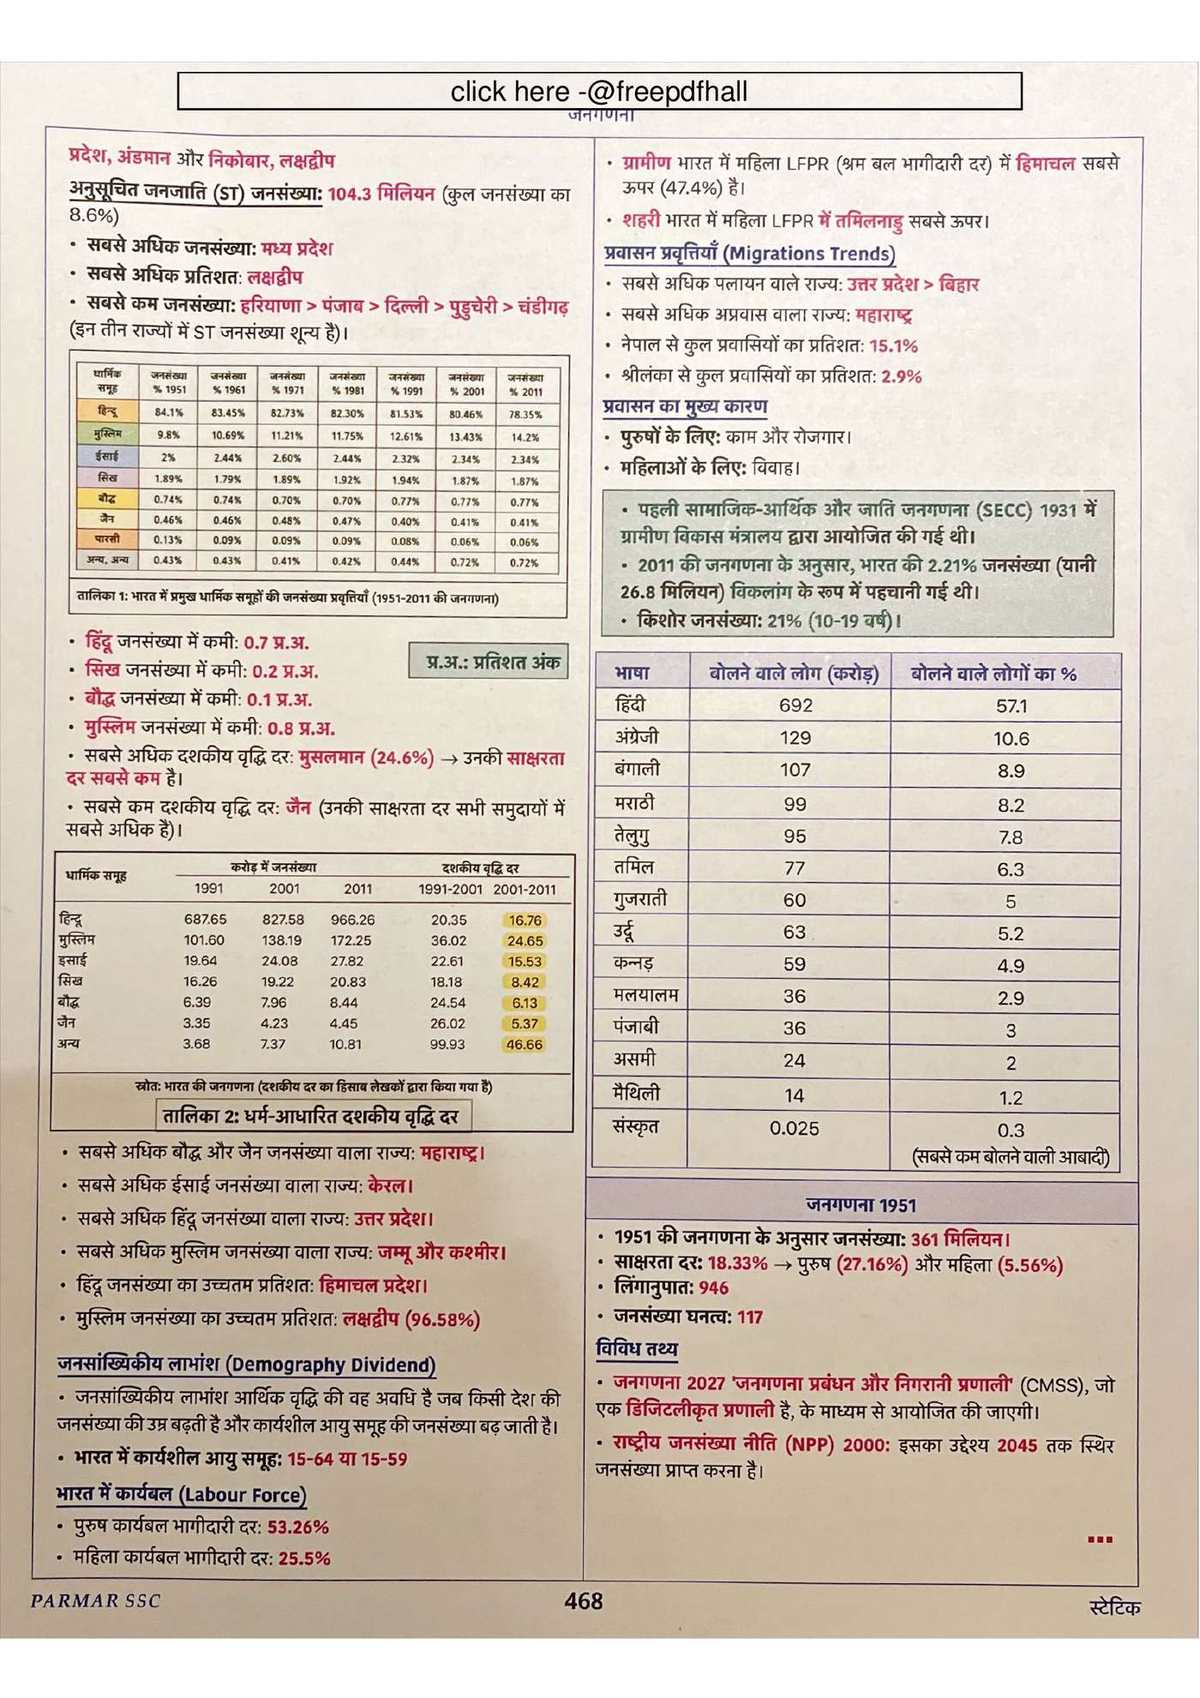 click here -@freepdfhall
जनगणना
प्रदेश, अंडमान और निकोबार, लक्षद्वीप
अनुसूचित जनजाति (ST) जनसंख्या: 104.3 मिलियन (कुल जनसंख्या का
8.6%)
• सबसे अधिक जनसंख्या: मध्य प्रदेश
• सबसे अधिक प्रतिशत: लक्षद्वीप
• सबसे कम जनसंख्या: हरियाणा > पंजाब > दिल्ली > पुडुचेरी > चंडीगढ़
(इन तीन राज्यों में ST जनसंख्या शून्य है)।
धार्मिक समूह जनसंख्या % 1951 जनसंख्या % 1961 जनसंख्या % 1971 जनसंख्या % 1981 जनसंख्या % 1991 जनसंख्या % 2001 जनसंख्या % 2011
हिन्दू 84.1% 83.45% 82.73% 82.30% 81.53% 80.46% 78.35%
मुस्लिम 9.8% 10.69% 11.21% 11.75% 12.61% 13.43% 14.2%
ईसाई 2% 2.44% 2.60% 2.44% 2.32% 2.34% 2.34%
सिख 1.89% 1.79% 1.89% 1.92% 1.94% 1.87% 1.87%
बौद्ध 0.74% 0.74% 0.70% 0.70% 0.77% 0.77% 0.77%
जैन 0.46% 0.46% 0.48% 0.47% 0.40% 0.41% 0.41%
पारसी 0.13% 0.09% 0.09% 0.09% 0.08% 0.06% 0.06%
अन्य, अन्य 0.43% 0.43% 0.41% 0.42% 0.44% 0.72% 0.72%
तालिका 1: भारत में प्रमुख धार्मिक समूहों की जनसंख्या प्रवृत्तियाँ (1951-2011 की जनगणना)
• हिंदू जनसंख्या में कमी: 0.7 प्र.अ.
• सिख जनसंख्या में कमी: 0.2 प्र.अ.
प्र.अ.: प्रतिशत अंक
• बौद्ध जनसंख्या में कमी: 0.1 प्र.अ.
• मुस्लिम जनसंख्या में कमी: 0.8 प्र.अ.
• सबसे अधिक दशकीय वृद्धि दर: मुसलमान (24.6%) → उनकी साक्षरता
दर सबसे कम है।
• सबसे कम दशकीय वृद्धि दर: जैन (उनकी साक्षरता दर सभी समुदायों में
सबसे अधिक है)।
धार्मिक समूह करोड़ में जनसंख्या दशकीय वृद्धि दर
1991 2001 2011 1991-2001 2001-2011
हिन्दू 687.65 827.58 966.26 20.35 16.76
मुस्लिम 101.60 138.19 172.25 36.02 24.65
इसाई 19.64 24.08 27.82 22.61 15.53
सिख 16.26 19.22 20.83 18.18 8.42
बौद्ध 6.39 7.96 8.44 24.54 6.13
जैन 3.35 4.23 4.45 26.02 5.37
अन्य 3.68 7.37 10.81 99.93 46.66
स्रोत: भारत की जनगणना (दशकीय दर का हिसाब लेखकों द्वारा किया गया है)
तालिका 2: धर्म-आधारित दशकीय वृद्धि दर
• सबसे अधिक बौद्ध और जैन जनसंख्या वाला राज्य: महाराष्ट्र।
• सबसे अधिक ईसाई जनसंख्या वाला राज्य: केरल।
• सबसे अधिक हिंदू जनसंख्या वाला राज्य: उत्तर प्रदेश।
• सबसे अधिक मुस्लिम जनसंख्या वाला राज्य: जम्मू और कश्मीर।
• हिंदू जनसंख्या का उच्चतम प्रतिशत: हिमाचल प्रदेश।
• मुस्लिम जनसंख्या का उच्चतम प्रतिशत: लक्षद्वीप (96.58%)
जनसांख्यिकीय लाभांश (Demography Dividend)
• जनसांख्यिकीय लाभांश आर्थिक वृद्धि की वह अवधि है जब किसी देश की
जनसंख्या की उम्र बढ़ती है और कार्यशील आयु समूह की जनसंख्या बढ़ जाती है।
• भारत में कार्यशील आयु समूह: 15-64 या 15-59
भारत में कार्यबल (Labour Force)
• पुरुष कार्यबल भागीदारी दर: 53.26%
• महिला कार्यबल भागीदारी दर: 25.5%
• ग्रामीण भारत में महिला LFPR (श्रम बल भागीदारी दर) में हिमाचल सबसे
ऊपर (47.4%) है।
• शहरी भारत में महिला LFPR में तमिलनाडु सबसे ऊपर।
प्रवासन प्रवृत्तियाँ (Migrations Trends)
• सबसे अधिक पलायन वाले राज्य: उत्तर प्रदेश > बिहार
• सबसे अधिक अप्रवास वाला राज्य: महाराष्ट्र
• नेपाल से कुल प्रवासियों का प्रतिशत: 15.1%
• श्रीलंका से कुल प्रवासियों का प्रतिशत: 2.9%
प्रवासन का मुख्य कारण
• पुरुषों के लिए: काम और रोजगार।
• महिलाओं के लिए: विवाह।
• पहली सामाजिक-आर्थिक और जाति जनगणना (SECC) 1931 में
ग्रामीण विकास मंत्रालय द्वारा आयोजित की गई थी।
• 2011 की जनगणना के अनुसार, भारत की 2.21% जनसंख्या (यानी
26.8 मिलियन) विकलांग के रूप में पहचानी गई थी।
• किशोर जनसंख्या: 21% (10-19 वर्ष)।
भाषा बोलने वाले लोग (करोड़) बोलने वाले लोगों का %
हिंदी 692 57.1
अंग्रेजी 129 10.6
बंगाली 107 8.9
मराठी 99 8.2
तेलुगु 95 7.8
तमिल 77 6.3
गुजराती 60 5
उर्दू 63 5.2
कन्नड़ 59 4.9
मलयालम 36 2.9
पंजाबी 36 3
असमी 24 2
मैथिली 14 1.2
संस्कृत 0.025 0.3
(सबसे कम बोलने वाली आबादी)
जनगणना 1951
• 1951 की जनगणना के अनुसार जनसंख्या: 361 मिलियन।
• साक्षरता दर: 18.33% → पुरुष (27.16%) और महिला (5.56%)
• लिंगानुपात: 946
• जनसंख्या घनत्व: 117
विविध तथ्य
• जनगणना 2027 'जनगणना प्रबंधन और निगरानी प्रणाली' (CMSS), जो
एक डिजिटलीकृत प्रणाली है, के माध्यम से आयोजित की जाएगी।
• राष्ट्रीय जनसंख्या नीति (NPP) 2000: इसका उद्देश्य 2045 तक स्थिर
जनसंख्या प्राप्त करना है।
PARMAR SSC
468
स्टेटिक